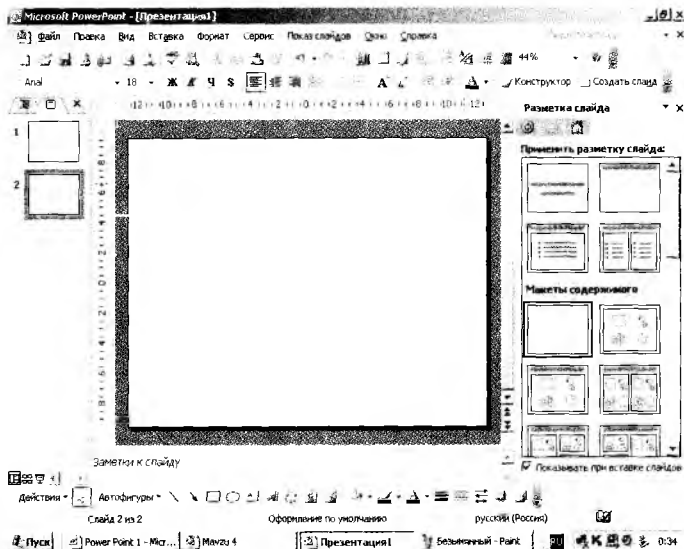 Microsoft PowerPoint - [Презентация1]
Файл Правка Вид Вставка Формат Сервис Показ слайдов Окно Справка
44%
Arial 18 Ж К Ч S Конструктор Создать слайд
Разметка слайда
Применить разметку слайда:
1
2
Макеты содержимого
Заметки к слайду
Показывать при вставке слайдов
Действия Автофигуры
Слайд 2 из 2 Оформление по умолчанию русский (Россия)
Пуск Power Point 1 - Micr... Mavzu 4 Презентация1 Безымянный - Paint RU 0:34